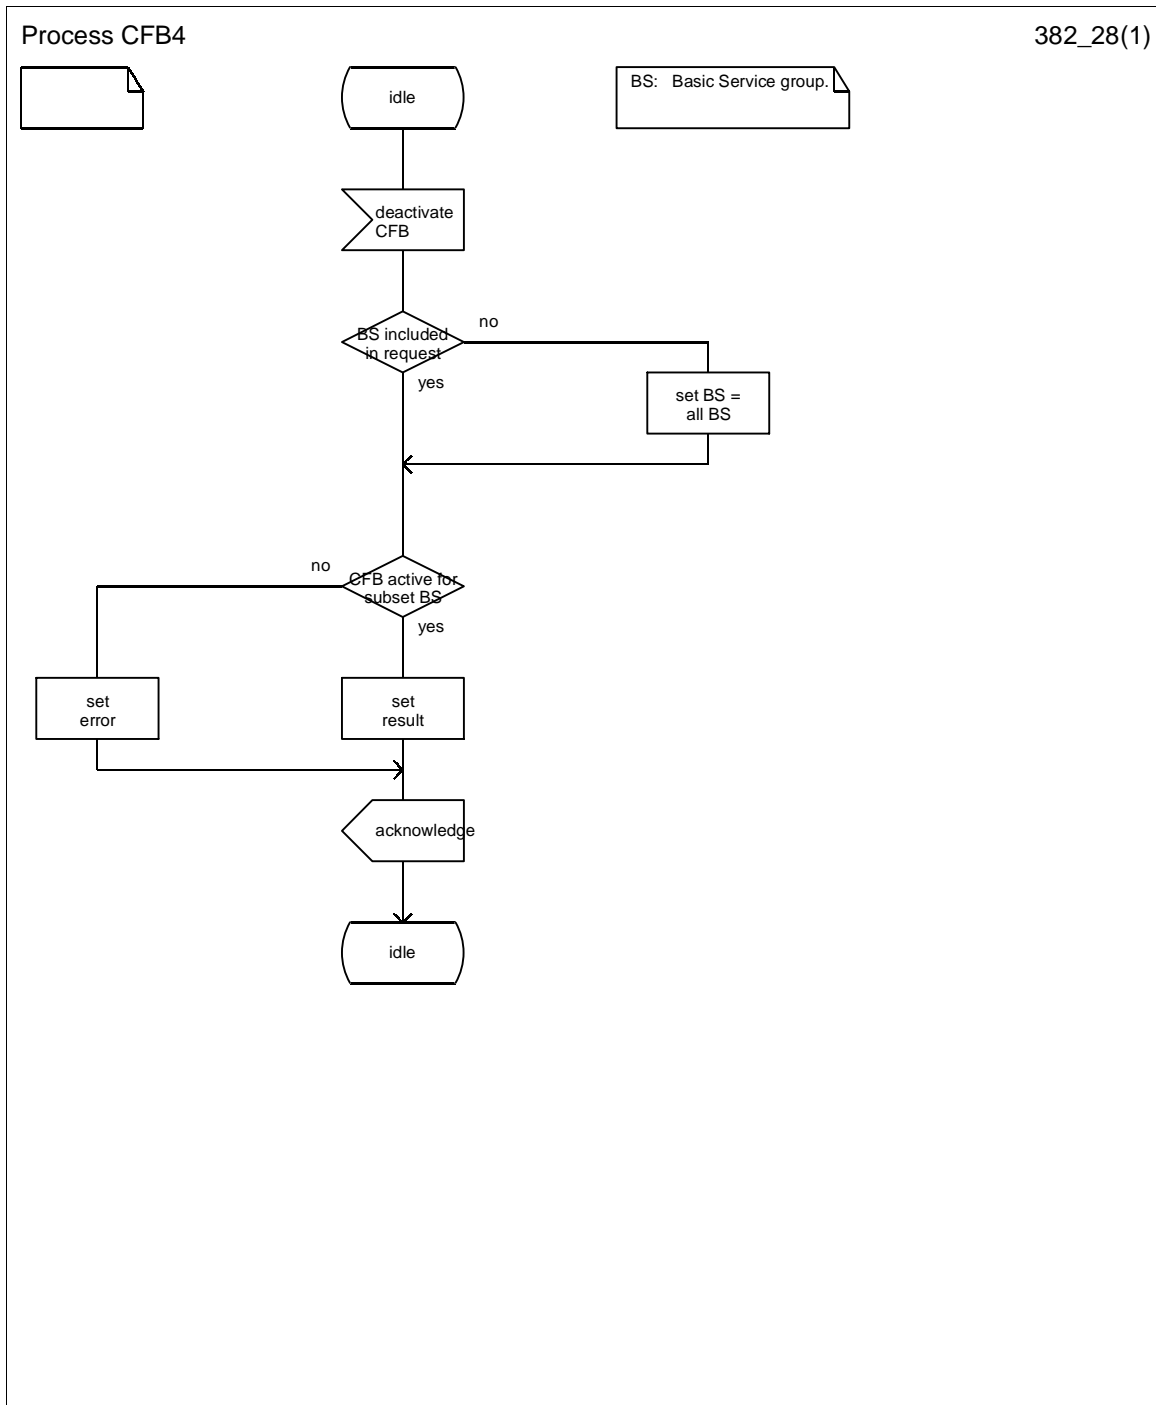 Process CFB4
382_28(1)
idle
BS: Basic Service group.
deactivate
CFB
BS included
in request
no
yes
set BS =
all BS
no
CFB active for
subset BS
yes
set
error
set
result
acknowledge
idle